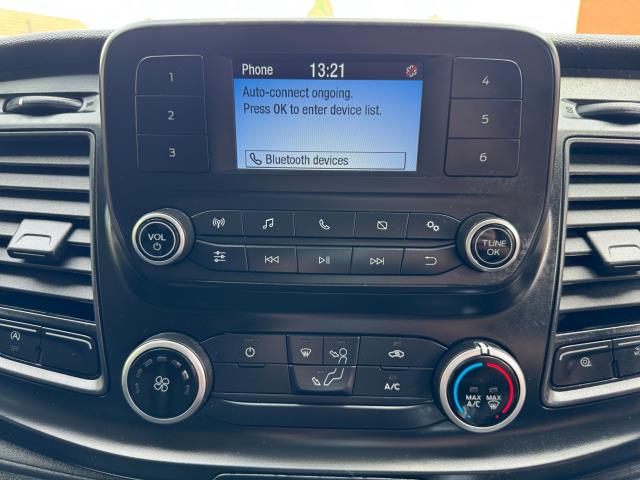 Phone 13:21
Auto-connect ongoing.
Press OK to enter device list.
Bluetooth devices
1
2
3
4
5
6
VOL
TUNE
OK
A/C
MAX
A/C
MAX
A